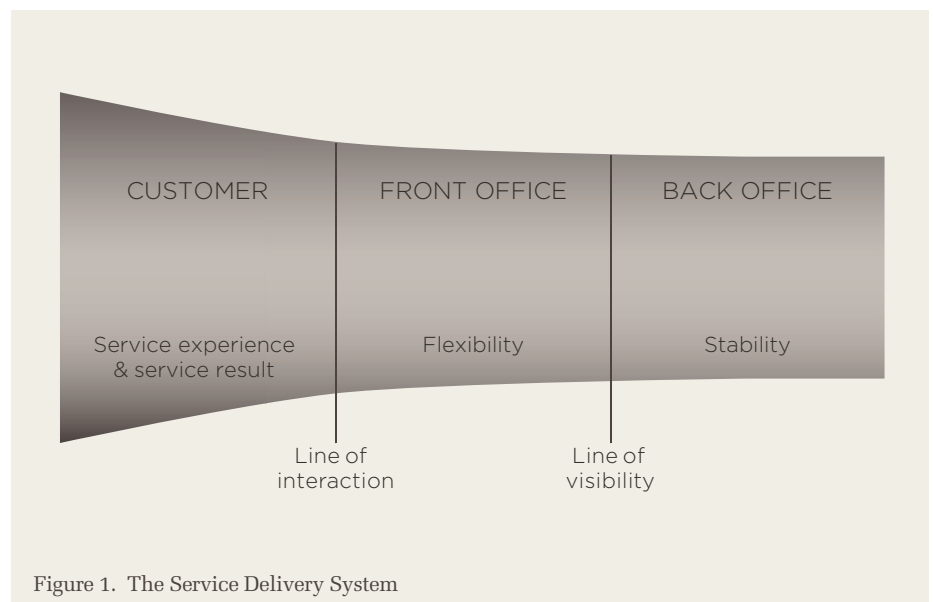 CUSTOMER
FRONT OFFICE
BACK OFFICE
Service experience
& service result
Flexibility
Stability
Line of
interaction
Line of
visibility
Figure 1. The Service Delivery System